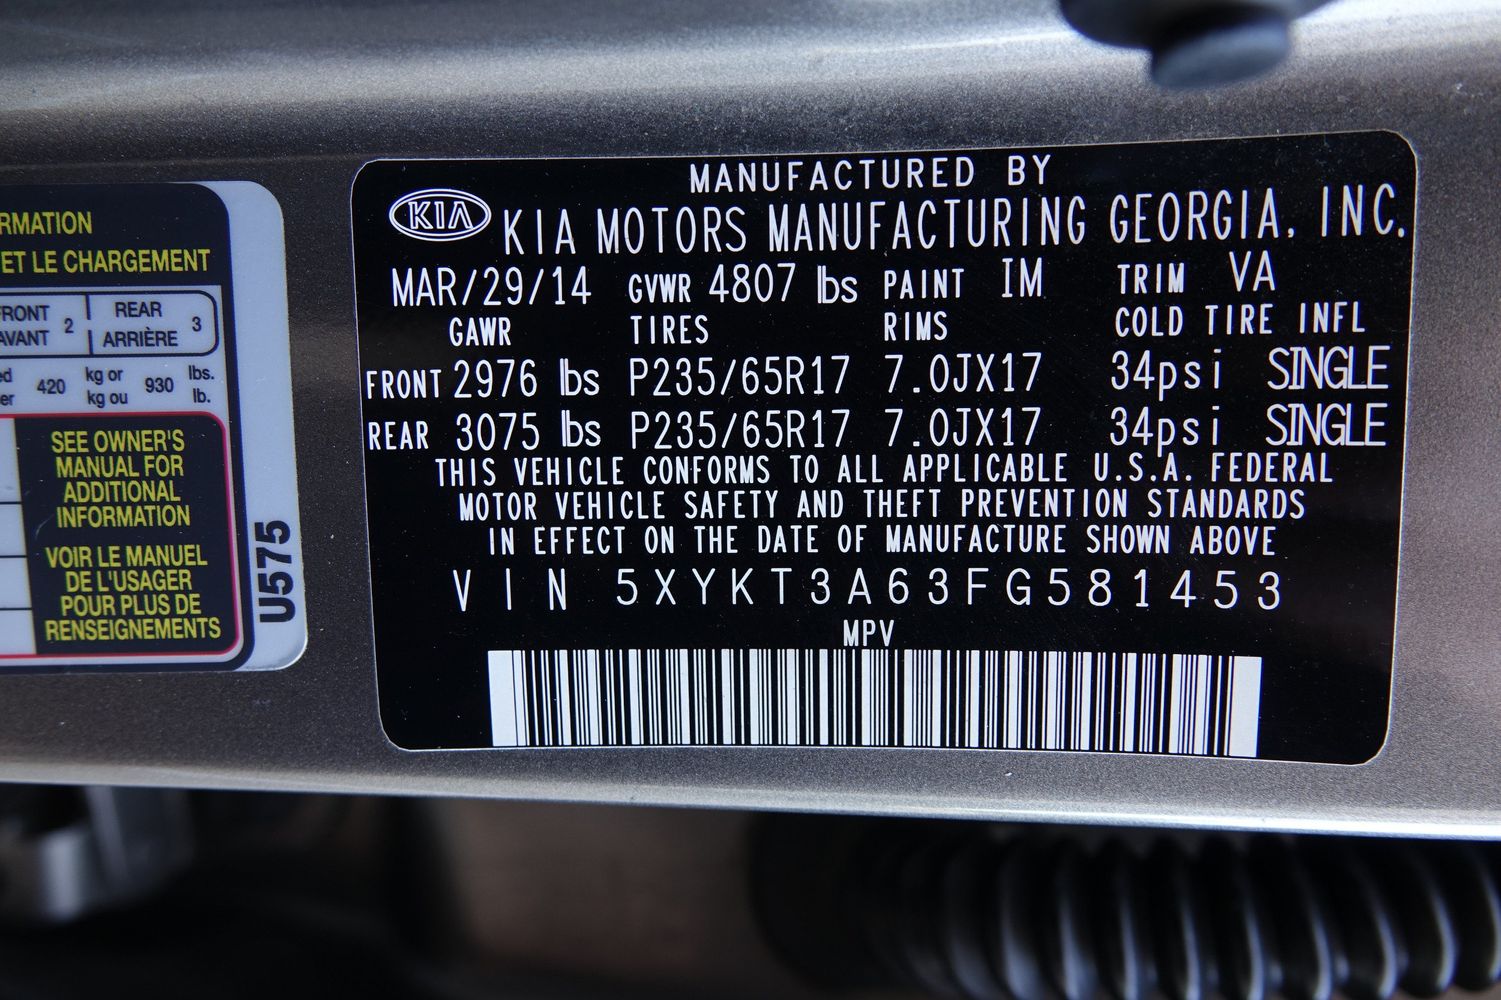 RMATION
ET LE CHARGEMENT
FRONT 2 REAR 3
AVANT ARRIÈRE
420 kg or 930 lbs.
kg ou lb.
SEE OWNER'S
MANUAL FOR
ADDITIONAL
INFORMATION
VOIR LE MANUEL
DE L'USAGER
POUR PLUS DE
RENSEIGNEMENTS
U575
MANUFACTURED BY
KIA KIA MOTORS MANUFACTURING GEORGIA, INC.
MAR/29/14 GVWR 4807 lbs PAINT IM TRIM VA
GAWR TIRES RIMS COLD TIRE INFL
FRONT 2976 lbs P235/65R17 7.0JX17 34psi SINGLE
REAR 3075 lbs P235/65R17 7.0JX17 34psi SINGLE
THIS VEHICLE CONFORMS TO ALL APPLICABLE U.S.A. FEDERAL
MOTOR VEHICLE SAFETY AND THEFT PREVENTION STANDARDS
IN EFFECT ON THE DATE OF MANUFACTURE SHOWN ABOVE
VIN 5XYKT3A63FG581453
MPV